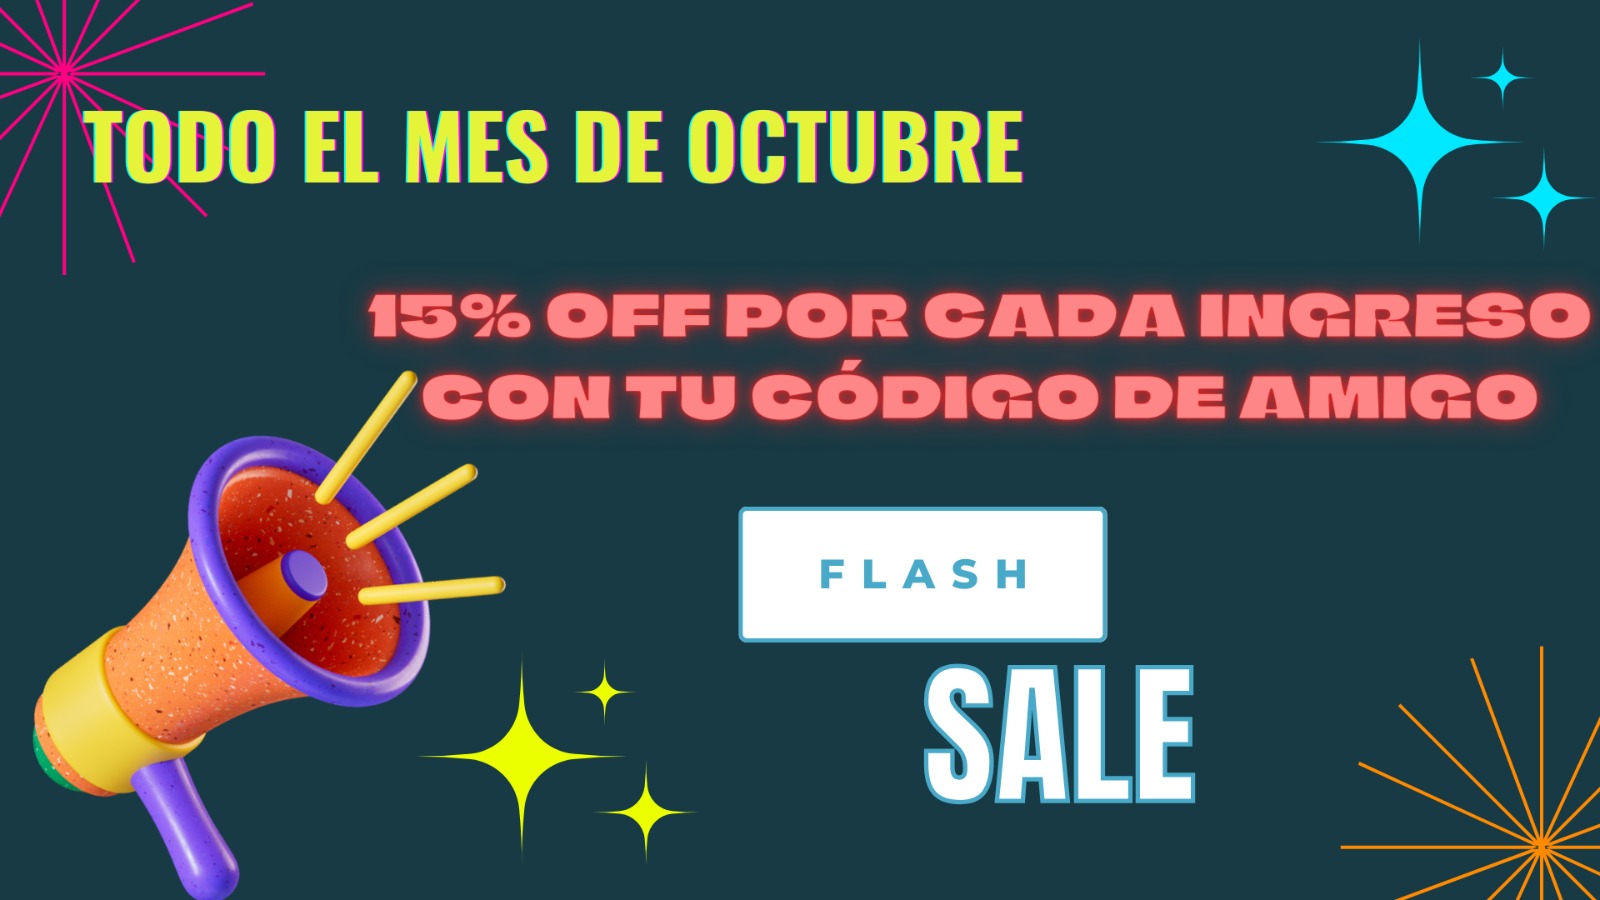 TODO EL MES DE OCTUBRE
15% OFF POR CADA INGRESO
CON TU CÓDIGO DE AMIGO
FLASH
SALE